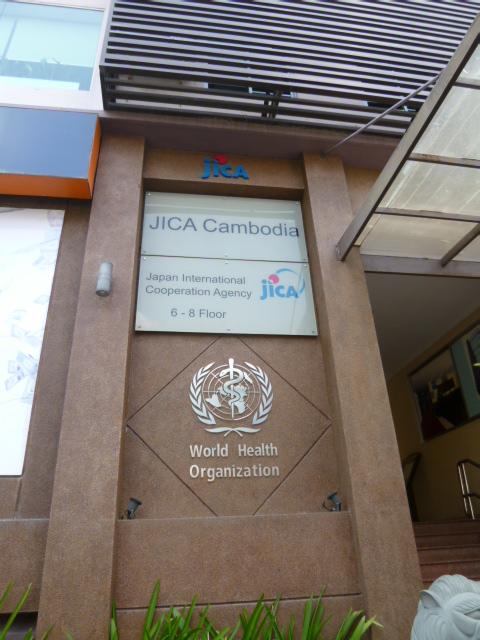 JICA
JICA Cambodia
Japan International
Cooperation Agency
JICA
6 - 8 Floor
World Health
Organization